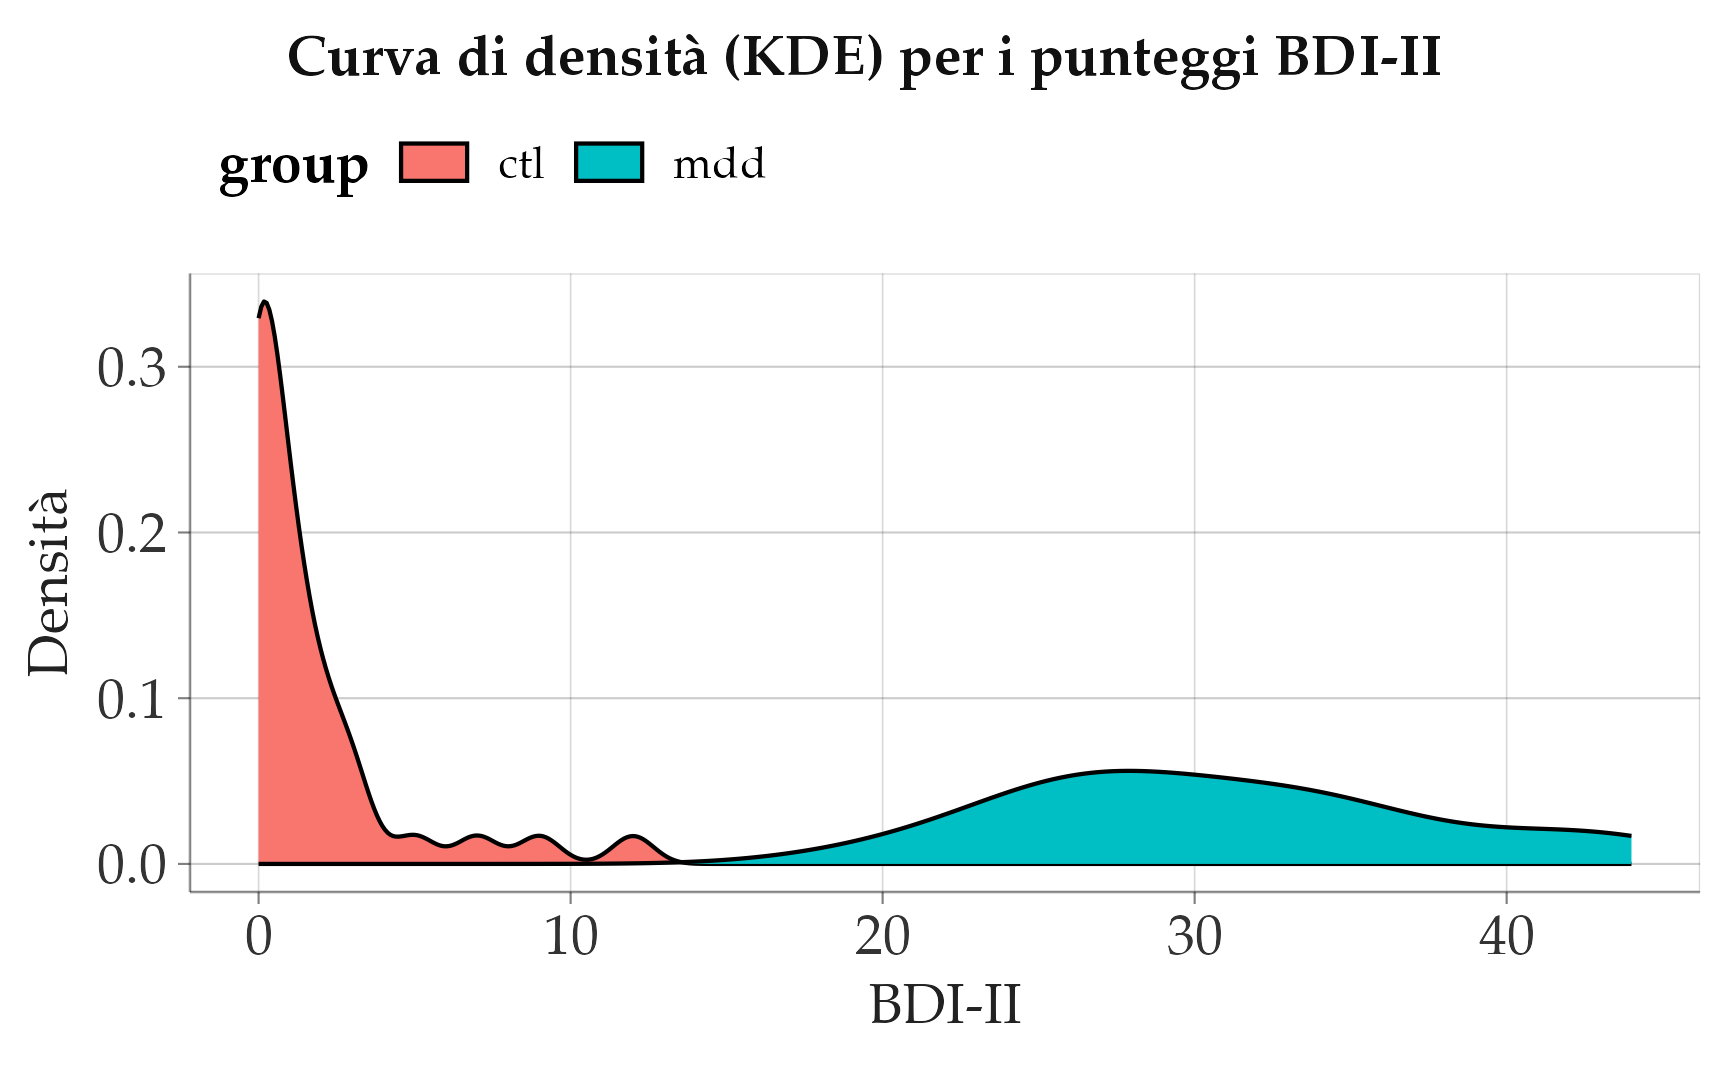 Curva di densità (KDE) per i punteggi BDI-II
group ctl mdd
Densità
0.3
0.2
0.1
0.0
0 10 20 30 40
BDI-II